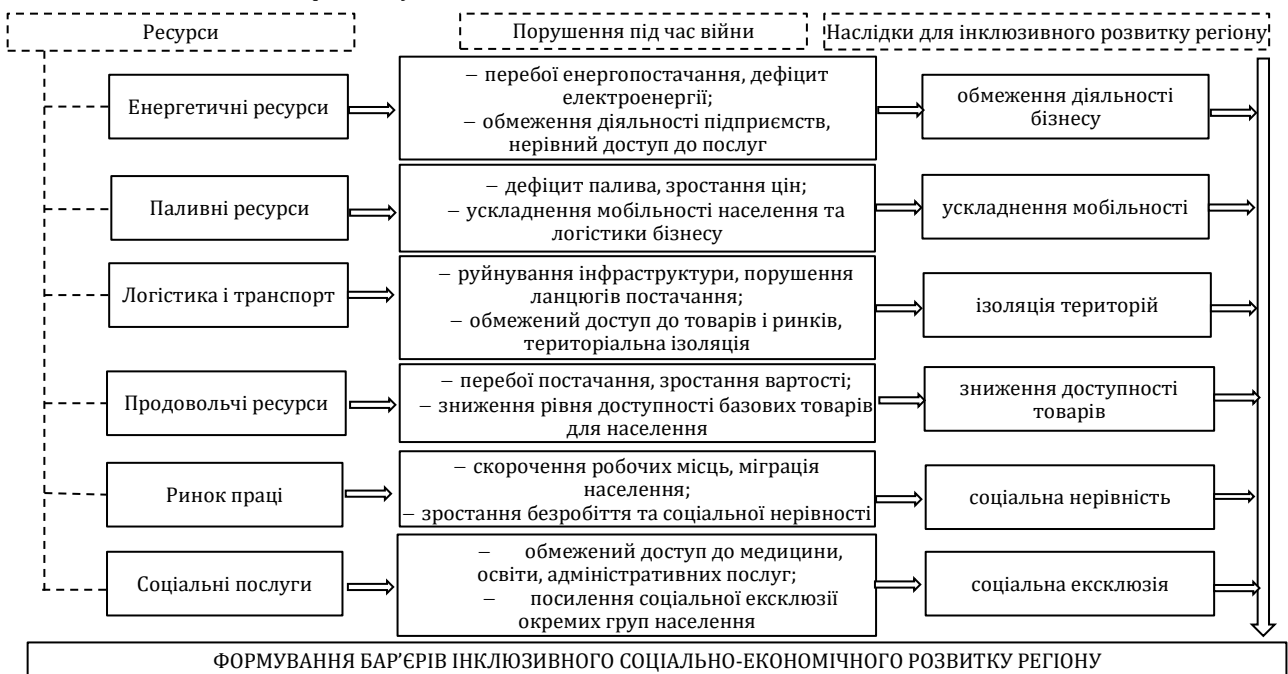 Ресурси
Порушення під час війни
Наслідки для інклюзивного розвитку регіону
Енергетичні ресурси
– перебої енергопостачання, дефіцит
електроенергії;
– обмеження діяльності підприємств,
нерівний доступ до послуг
обмеження діяльності
бізнесу
Паливні ресурси
– дефіцит палива, зростання цін;
– ускладнення мобільності населення та
логістики бізнесу
ускладнення мобільності
Логістика і транспорт
– руйнування інфраструктури, порушення
ланцюгів постачання;
– обмежений доступ до товарів і ринків,
територіальна ізоляція
ізоляція територій
Продовольчі ресурси
– перебої постачання, зростання вартості;
– зниження рівня доступності базових товарів
для населення
зниження доступності
товарів
Ринок праці
– скорочення робочих місць, міграція
населення;
– зростання безробіття та соціальної нерівності
соціальна нерівність
Соціальні послуги
– обмежений доступ до медицини,
освіти, адміністративних послуг;
– посилення соціальної ексклюзії
окремих груп населення
соціальна ексклюзія
ФОРМУВАННЯ БАР’ЄРІВ ІНКЛЮЗИВНОГО СОЦІАЛЬНО-ЕКОНОМІЧНОГО РОЗВИТКУ РЕГІОНУ